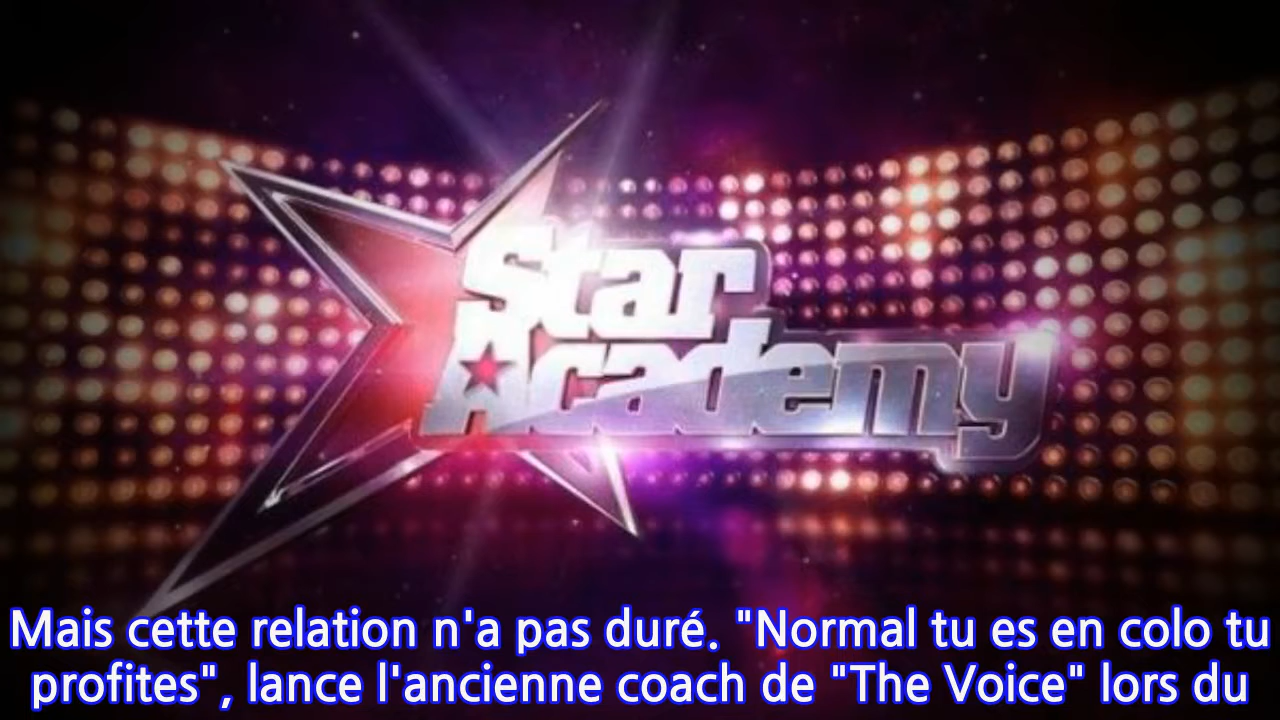 Star
Academy
Mais cette relation n'a pas duré. "Normal tu es en colo tu
profites", lance l'ancienne coach de "The Voice" lors du